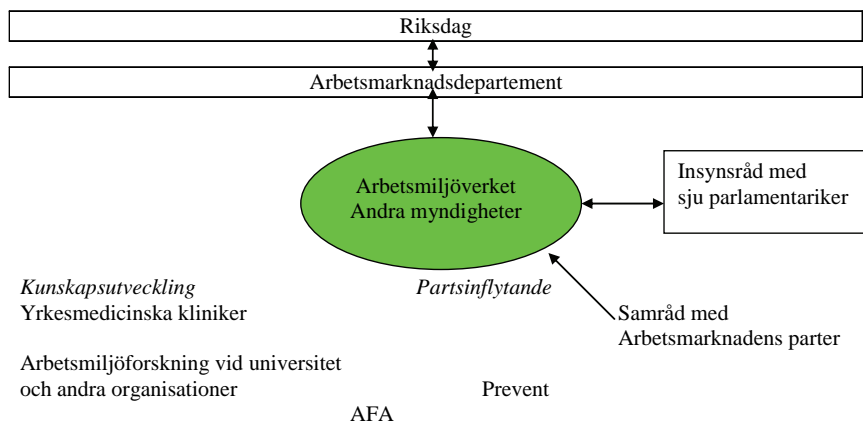 Riksdag
Arbetsmarknadsdepartement
Arbetsmiljöverket
Andra myndigheter
Insynsråd med
sju parlamentariker
Kunskapsutveckling
Yrkesmedicinska kliniker
Partsinflytande
Samråd med
Arbetsmarknadens parter
Arbetsmiljöforskning vid universitet
och andra organisationer
Prevent
AFA